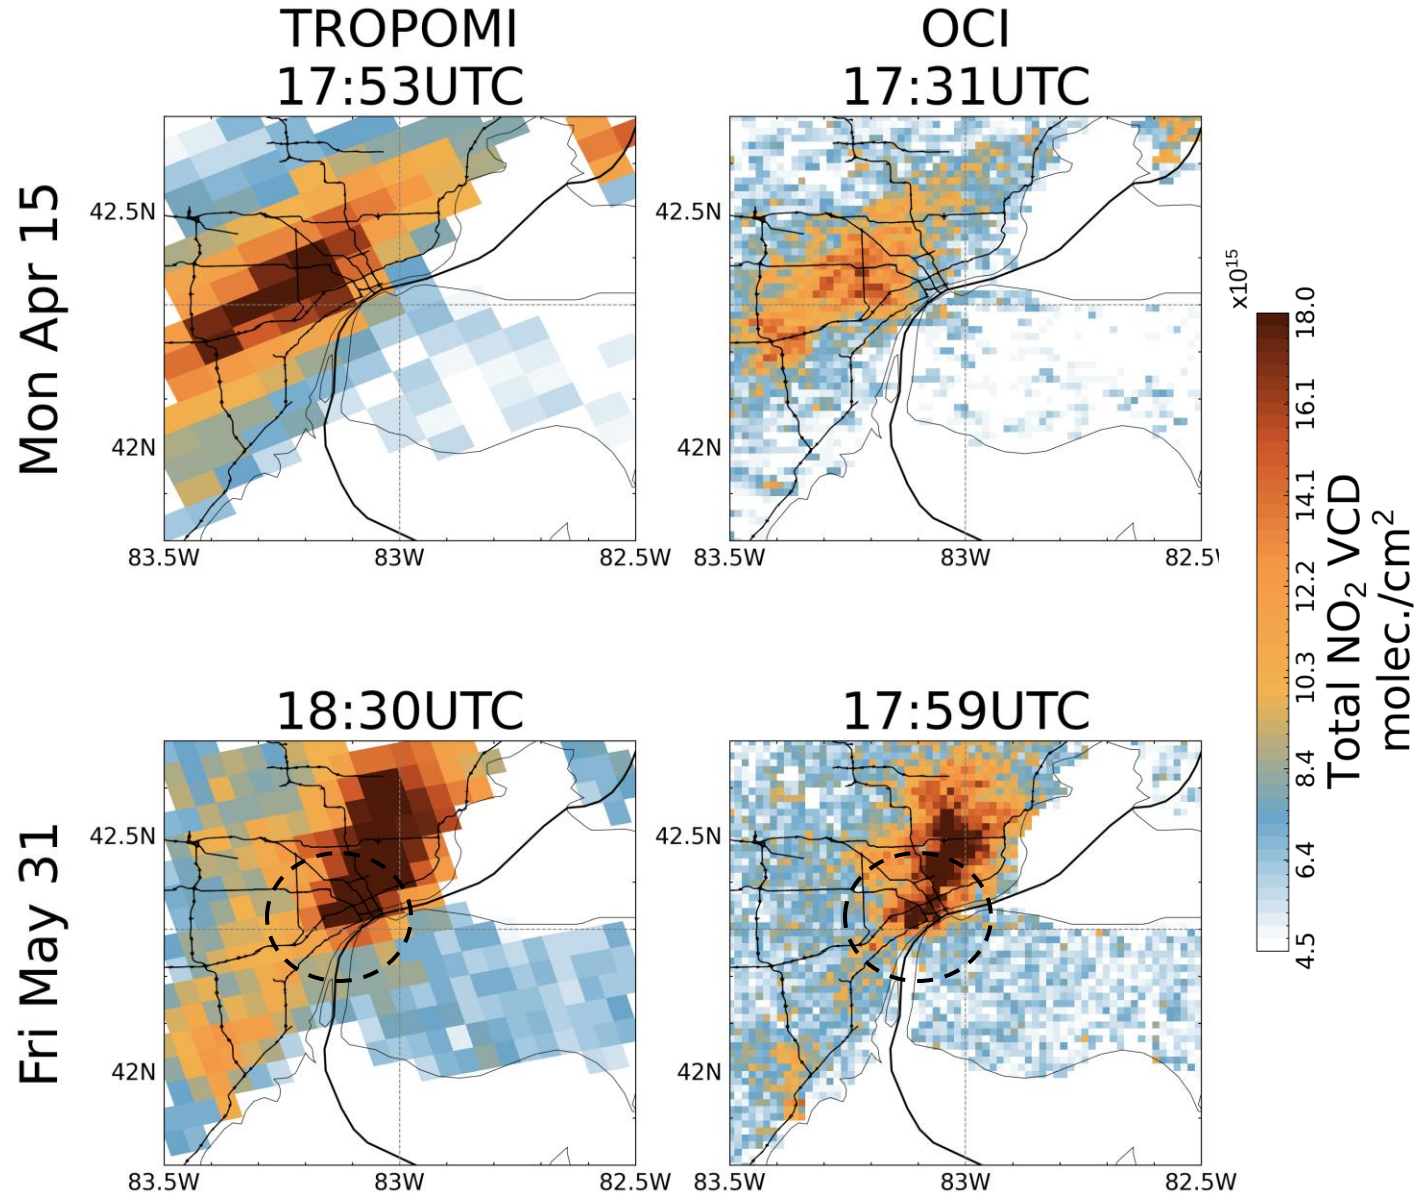 TROPOMI
17:53UTC
OCI
17:31UTC
Mon Apr 15
42.5N
42N
83.5W
83W
82.5W
42.5N
42N
83.5W
83W
82.5
18:30UTC
17:59UTC
Fri May 31
42.5N
42N
83.5W
83W
82.5W
42.5N
42N
83.5W
83W
82.5W
x10¹⁵
18.0
16.1
14.1
12.2
10.3
8.4
6.4
4.5
Total NO₂ VCD
molec./cm²